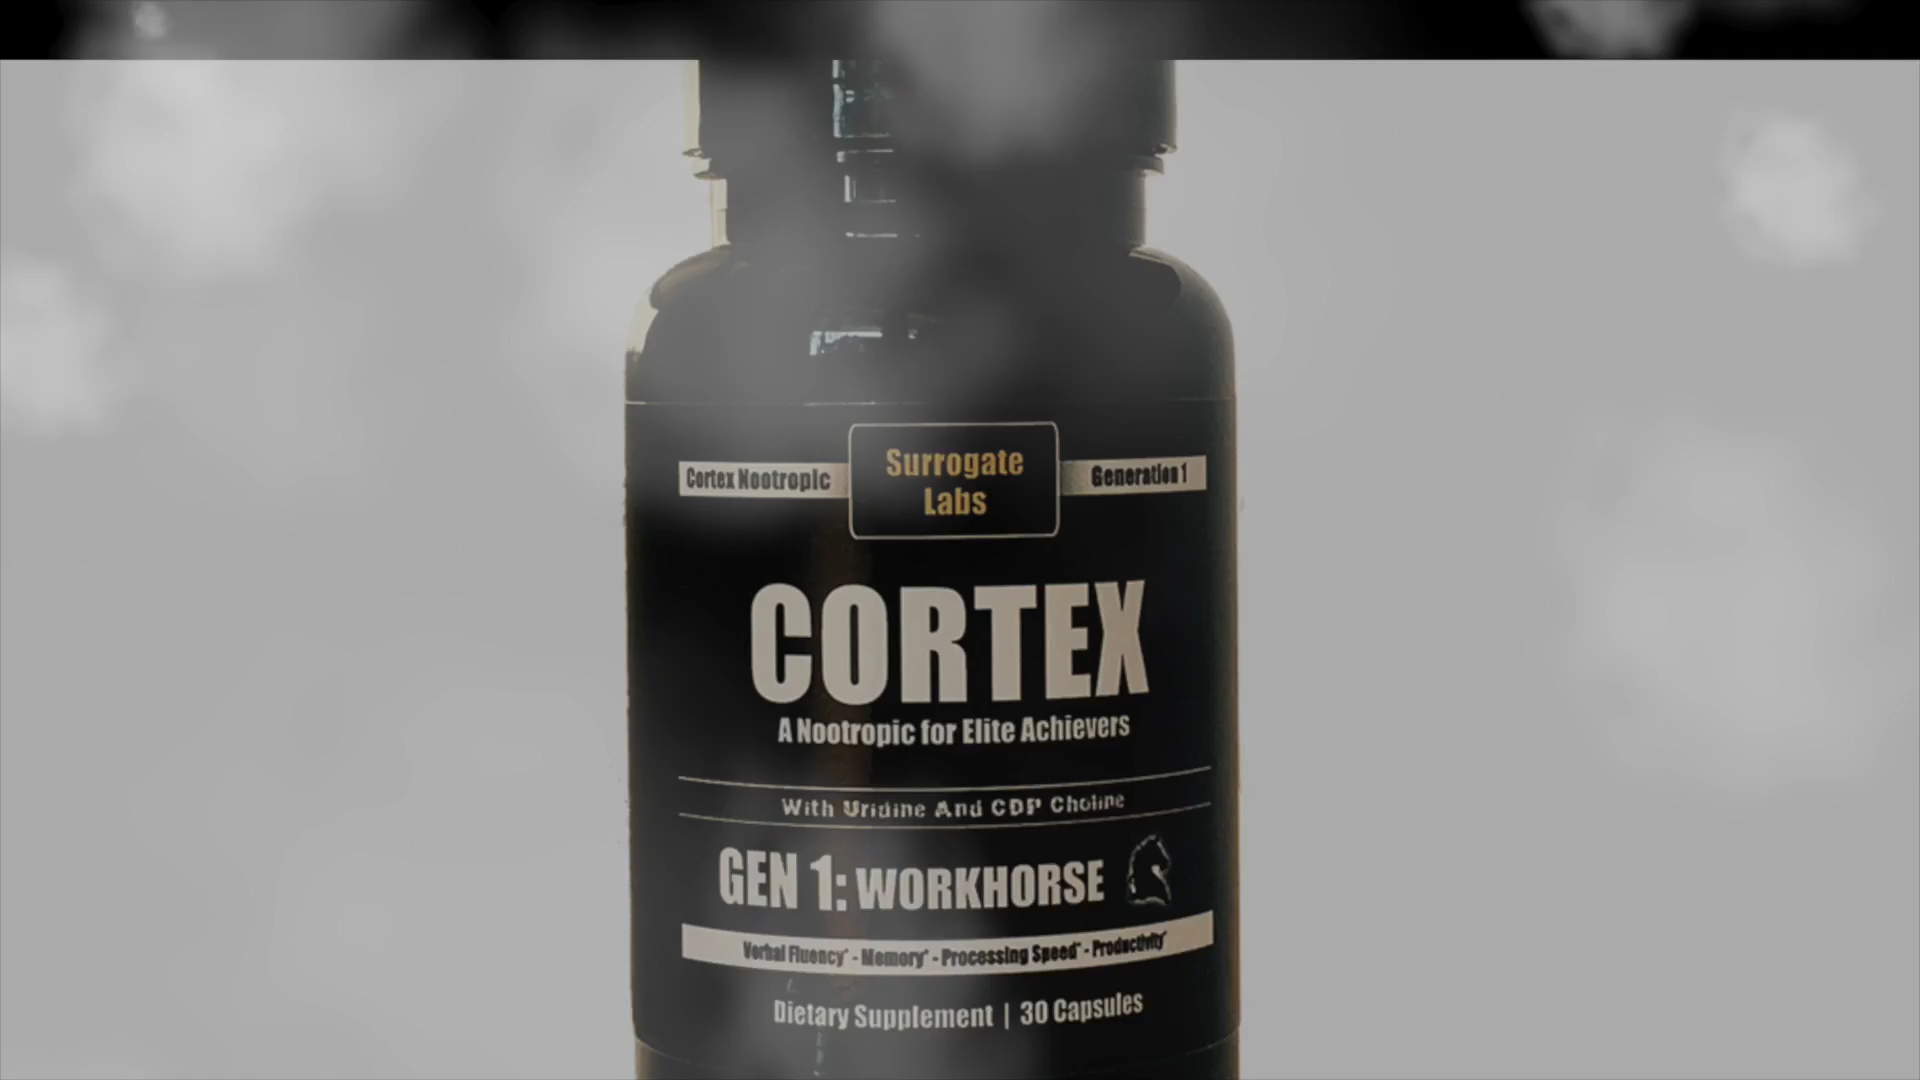 Cortex Nootropic
Surrogate
Labs
Generation 1
CORTEX
A Nootropic for Elite Achievers
With Uridine And CDP Choline
GEN 1: WORKHORSE
Verbal Fluency* - Memory* - Processing Speed* - Productivity*
Dietary Supplement | 30 Capsules